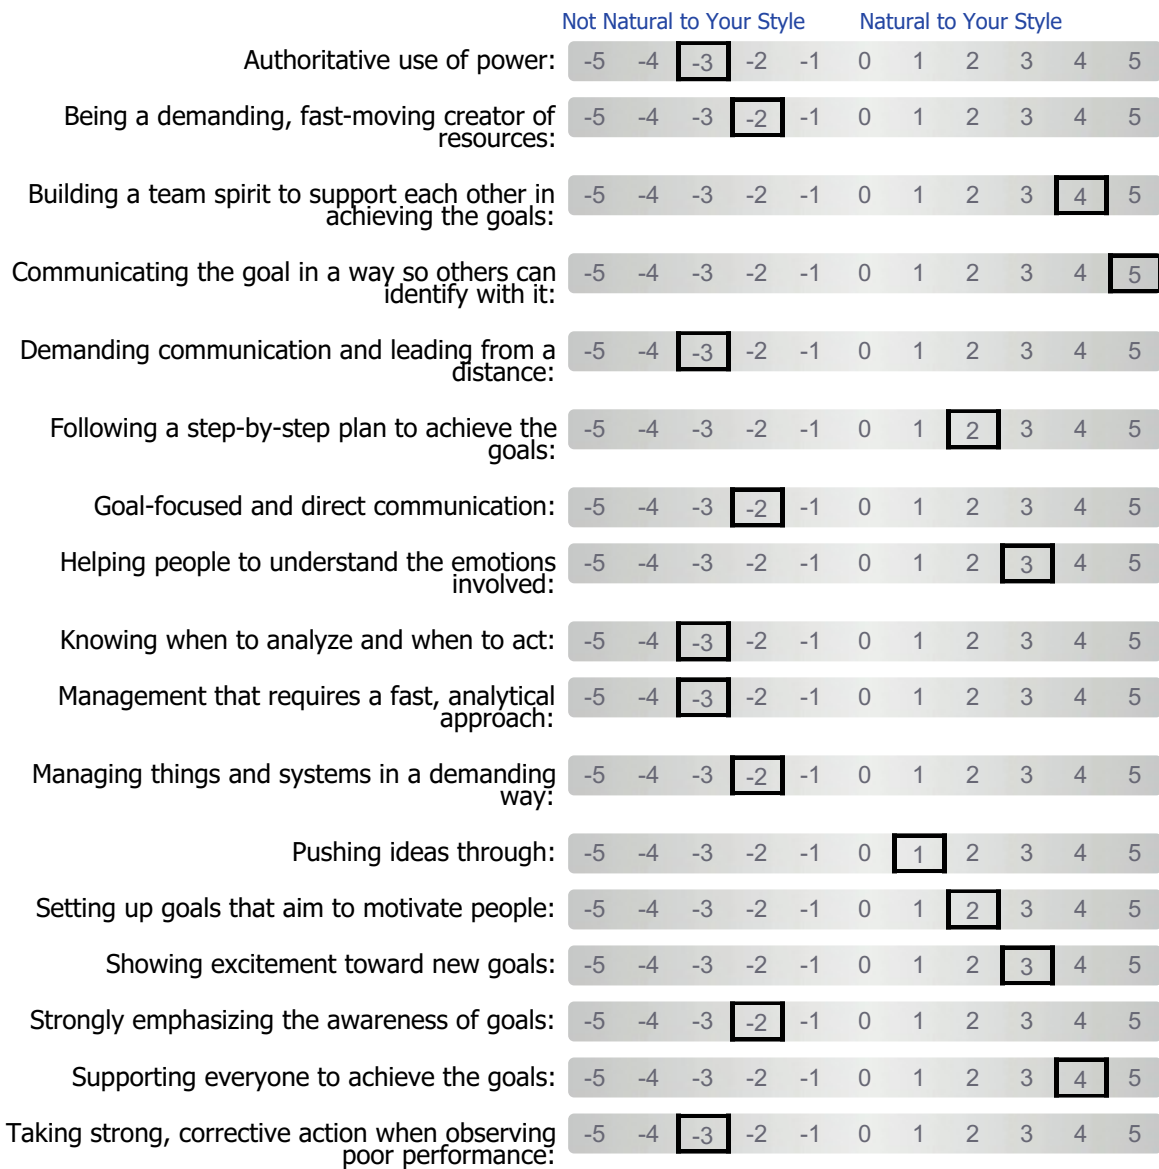 Not Natural to Your Style Natural to Your Style
Authoritative use of power: -5 -4 -3 -2 -1 0 1 2 3 4 5
Being a demanding, fast-moving creator of
resources: -5 -4 -3 -2 -1 0 1 2 3 4 5
Building a team spirit to support each other in
achieving the goals: -5 -4 -3 -2 -1 0 1 2 3 4 5
Communicating the goal in a way so others can
identify with it: -5 -4 -3 -2 -1 0 1 2 3 4 5
Demanding communication and leading from a
distance: -5 -4 -3 -2 -1 0 1 2 3 4 5
Following a step-by-step plan to achieve the
goals: -5 -4 -3 -2 -1 0 1 2 3 4 5
Goal-focused and direct communication: -5 -4 -3 -2 -1 0 1 2 3 4 5
Helping people to understand the emotions
involved: -5 -4 -3 -2 -1 0 1 2 3 4 5
Knowing when to analyze and when to act: -5 -4 -3 -2 -1 0 1 2 3 4 5
Management that requires a fast, analytical
approach: -5 -4 -3 -2 -1 0 1 2 3 4 5
Managing things and systems in a demanding
way: -5 -4 -3 -2 -1 0 1 2 3 4 5
Pushing ideas through: -5 -4 -3 -2 -1 0 1 2 3 4 5
Setting up goals that aim to motivate people: -5 -4 -3 -2 -1 0 1 2 3 4 5
Showing excitement toward new goals: -5 -4 -3 -2 -1 0 1 2 3 4 5
Strongly emphasizing the awareness of goals: -5 -4 -3 -2 -1 0 1 2 3 4 5
Supporting everyone to achieve the goals: -5 -4 -3 -2 -1 0 1 2 3 4 5
Taking strong, corrective action when observing
poor performance: -5 -4 -3 -2 -1 0 1 2 3 4 5